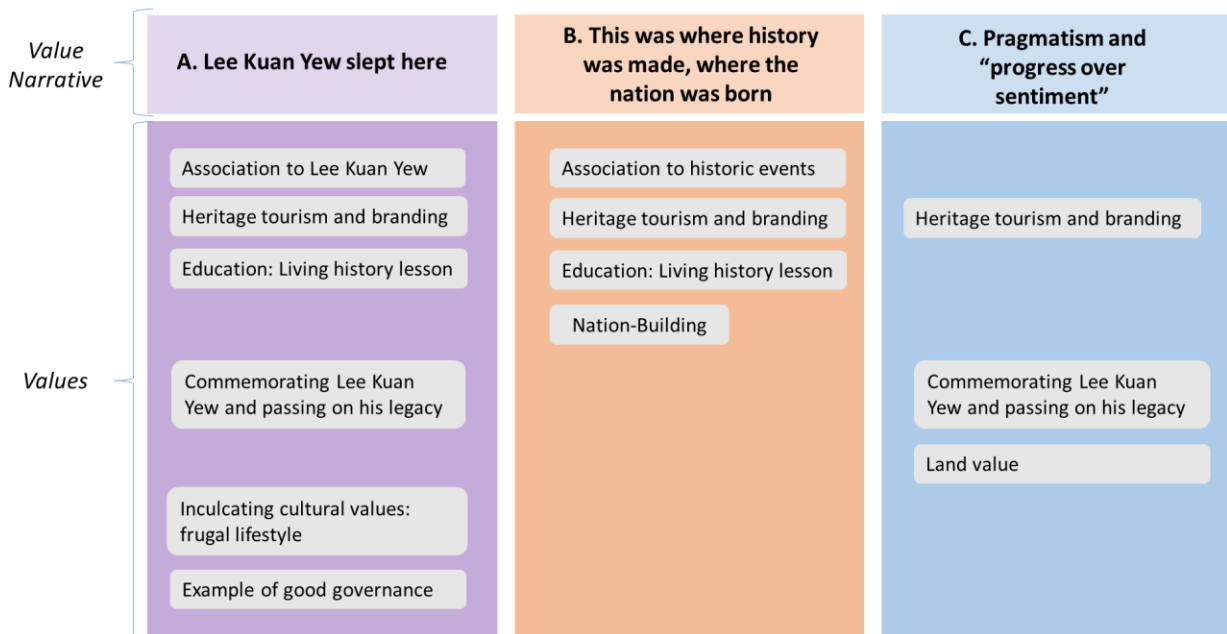 Value
Narrative
A. Lee Kuan Yew slept here
B. This was where history
was made, where the
nation was born
C. Pragmatism and
“progress over
sentiment”
Values
Association to Lee Kuan Yew
Heritage tourism and branding
Education: Living history lesson
Commemorating Lee Kuan
Yew and passing on his legacy
Inculcating cultural values:
frugal lifestyle
Example of good governance
Association to historic events
Heritage tourism and branding
Education: Living history lesson
Nation-Building
Heritage tourism and branding
Commemorating Lee Kuan
Yew and passing on his legacy
Land value